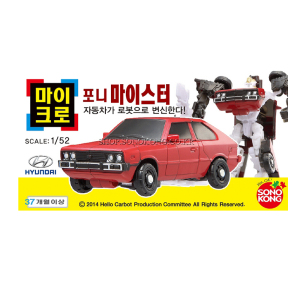 마이
크로
SCALE: 1/52
포니 마이스터
자동차가 로봇으로 변신한다!
HYUNDAI
37 개월 이상
ⓒ 2014 Hello Carbot Production Committee All Rights Reserved.
SONO
KONG